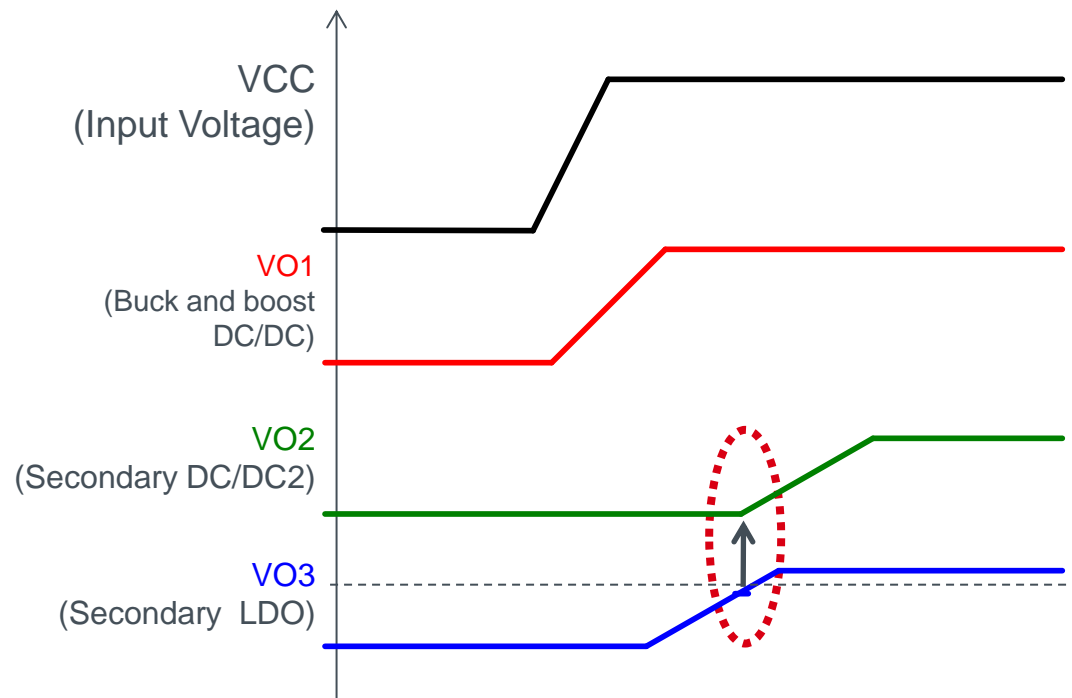 VCC
(Input Voltage)
VO1
(Buck and boost
DC/DC)
VO2
(Secondary DC/DC2)
VO3
(Secondary LDO)